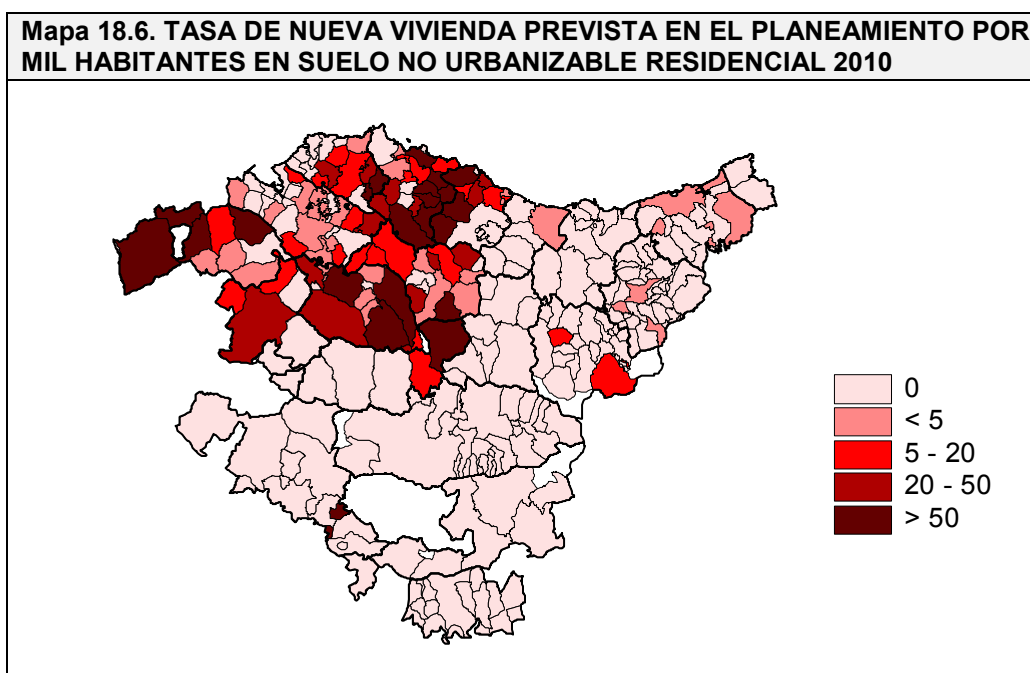 Mapa 18.6. TASA DE NUEVA VIVIENDA PREVISTA EN EL PLANEAMIENTO POR
MIL HABITANTES EN SUELO NO URBANIZABLE RESIDENCIAL 2010
0
< 5
5 - 20
20 - 50
> 50